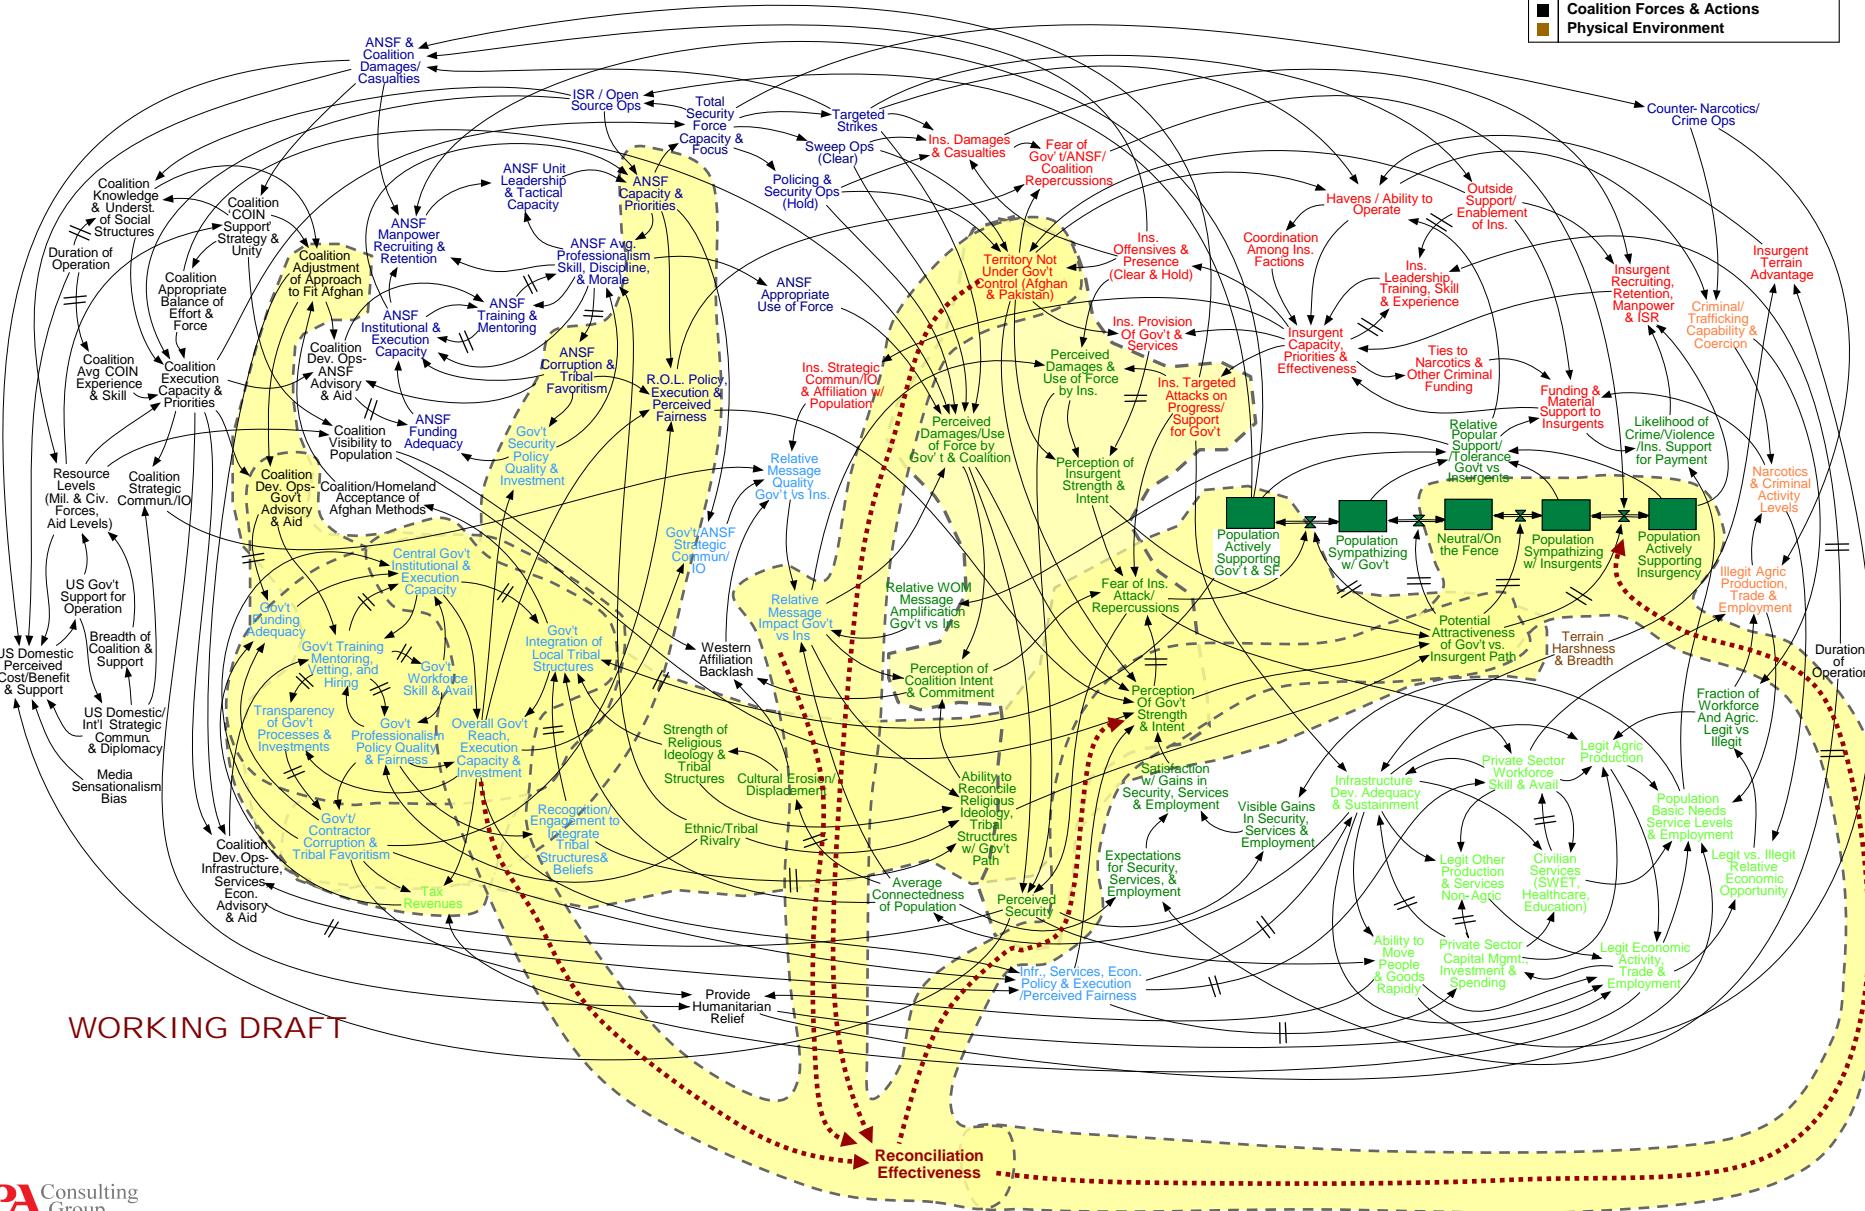 Coalition Forces & Actions
Physical Environment
ANSF &
Coalition
Damages/
Casualties
ISR / Open
Source Ops
Total
Security
Force
Capacity &
Focus
Targeted
Strikes
Sweep Ops
(Clear)
Policing &
Security Ops
(Hold)
Ins. Damages
& Casualties
Fear of
Gov't/ANSF/
Coalition
Repercussions
Counter-Narcotics/
Crime Ops
Coalition
Knowledge
& Underst.
of Social
Structures
Coalition
COIN
Support
Strategy &
Unity
Duration of
Operation
Coalition
Appropriate
Balance of
Effort &
Force
Coalition
Adjustment
of Approach
to Fit Afghan
ANSF
Manpower
Recruiting &
Retention
ANSF Unit
Leadership
& Tactical
Capacity
ANSF
Capacity &
Priorities
ANSF Avg.
Professionalism
Skill, Discipline,
& Morale
ANSF
Training &
Mentoring
ANSF
Institutional &
Execution
Capacity
ANSF
Appropriate
Use of Force
Territory Not
Under Gov't
Control (Afghan
& Pakistan)
Ins.
Offensives &
Presence
(Clear & Hold)
Coordination
Among Ins.
Factions
Havens / Ability to
Operate
Outside
Support/
Enablement
of Ins.
Ins.
Leadership,
Training, Skill
& Experience
Insurgent
Recruiting,
Retention,
Manpower
& ISR
Insurgent
Terrain
Advantage
Criminal/
Trafficking
Capability &
Coercion
Coalition
Avg COIN
Experience
& Skill
Coalition
Execution
Capacity &
Priorities
Coalition
Dev. Ops-
ANSF
Advisory
& Aid
ANSF
Corruption &
Tribal
Favoritism
R.O.L. Policy,
Execution &
Perceived
Fairness
Ins. Strategic
Commun/IO
& Affiliation w/
Population
Ins. Provision
Of Gov't &
Services
Perceived
Damages &
Use of Force
by Ins.
Ins. Targeted
Attacks on
Progress/
Support
for Gov't
Insurgent
Capacity,
Priorities &
Effectiveness
Ties to
Narcotics &
Other Criminal
Funding
Funding &
Material
Support to
Insurgents
ANSF
Funding
Adequacy
Coalition
Visibility to
Population
Gov't
Security
Policy
Quality &
Investment
Relative
Message
Quality
Gov't vs Ins.
Perceived
Damages/Use
of Force by
Gov't & Coalition
Perception of
Insurgent
Strength &
Intent
Relative
Popular
Support/
Tolerance
Gov't vs
Insurgents
Likelihood of
Crime/Violence
/Ins. Support
for Payment
Narcotics
& Criminal
Activity
Levels
Resource
Levels
(Mil. & Civ.
Forces,
Aid Levels)
Coalition
Strategic
Commun./IO
Coalition
Dev. Ops-
Gov't
Advisory
& Aid
Coalition/Homeland
Acceptance of
Afghan Methods
Gov't/ANSF
Strategic
Commun/
IO
Population
Actively
Supporting
Gov't & SF
Population
Sympathizing
w/ Gov't
Neutral/On
the Fence
Population
Sympathizing
w/ Insurgents
Population
Actively
Supporting
Insurgency
Central Gov't
Institutional &
Execution
Capacity
US Gov't
Support for
Operation
Gov't
Funding
Adequacy
Gov't Training
Mentoring,
Vetting, and
Hiring
Gov't
Workforce
Skill & Avail
Gov't
Integration of
Local Tribal
Structures
Relative
Message
Impact Gov't
vs Ins
Relative WOM
Message
Amplification
Gov't vs Ins
Fear of Ins.
Attack/
Repercussions
Potential
Attractiveness
of Gov't vs.
Insurgent Path
Terrain
Harshness
& Breadth
Illegit Agric
Production,
Trade &
Employment
US Domestic
Perceived
Cost/Benefit
& Support
Breadth of
Coalition &
Support
Western
Affiliation
Backlash
Perception of
Coalition Intent
& Commitment
Perception
Of Gov't
Strength
& Intent
Duration
of
Operation
Fraction of
Workforce
And Agric.
Legit vs
Illegit
US Domestic/
Int'l Strategic
Commun.
& Diplomacy
Transparency
of Gov't
Processes &
Investments
Gov't
Professionalism
Policy Quality
& Fairness
Overall Gov't
Reach,
Execution
Capacity &
Investment
Strength of
Religious
Ideology &
Tribal
Structures
Cultural Erosion/
Displacement
Media
Sensationalism
Bias
Ability to
Reconcile
Religious
Ideology,
Tribal
Structures
w/ Gov't
Path
Satisfaction
w/ Gains in
Security, Services
& Employment
Visible Gains
In Security,
Services &
Employment
Infrastructure
Dev. Adequacy
& Sustainment
Private Sector
Workforce
Skill & Avail
Legit Agric
Production
Population
Basic Needs
Service Levels
& Employment
Gov't/
Contractor
Corruption &
Tribal Favoritism
Recognition/
Engagement to
Integrate
Tribal
Structures&
Beliefs
Ethnic/Tribal
Rivalry
Coalition
Dev. Ops-
Infrastructure,
Services,
Econ.
Advisory
& Aid
Tax
Revenues
Average
Connectedness
of Population
Perceived
Security
Expectations
for Security,
Services, &
Employment
Legit Other
Production
& Services
Non-Agric
Civilian
Services
(SWET,
Healthcare,
Education)
Legit vs. Illegit
Relative
Economic
Opportunity
Infr., Services, Econ.
Policy & Execution
/Perceived Fairness
Ability to
Move
People
& Goods
Rapidly
Private Sector
Capital Mgmt.,
Investment &
Spending
Legit Economic
Activity,
Trade &
Employment
Provide
Humanitarian
Relief
WORKING DRAFT
Reconciliation
Effectiveness
PA Consulting
Group